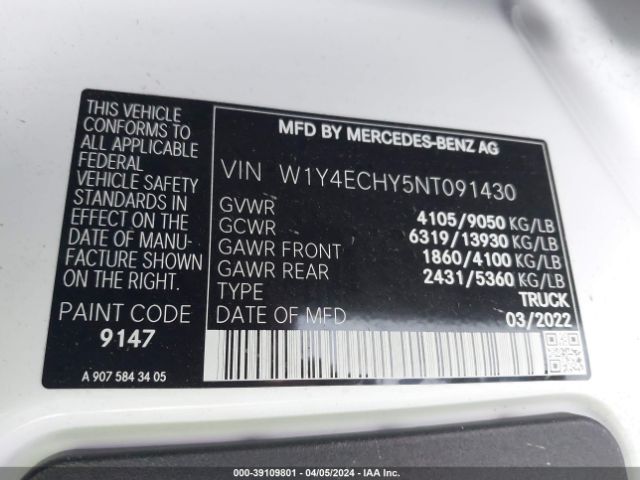 THIS VEHICLE
CONFORMS TO
ALL APPLICABLE
FEDERAL
VEHICLE SAFETY
STANDARDS IN
EFFECT ON THE
DATE OF MANU-
FACTURE SHOWN
ON THE RIGHT.
PAINT CODE
9147
A 907 584 34 05
MFD BY MERCEDES-BENZ AG
VIN W1Y4ECHY5NT091430
GVWR 4105/9050 KG/LB
GCWR 6319/13930 KG/LB
GAWR FRONT 1860/4100 KG/LB
GAWR REAR 2431/5360 KG/LB
TYPE TRUCK
DATE OF MFD 03/2022
000-39109801 - 04/05/2024 - IAA Inc.